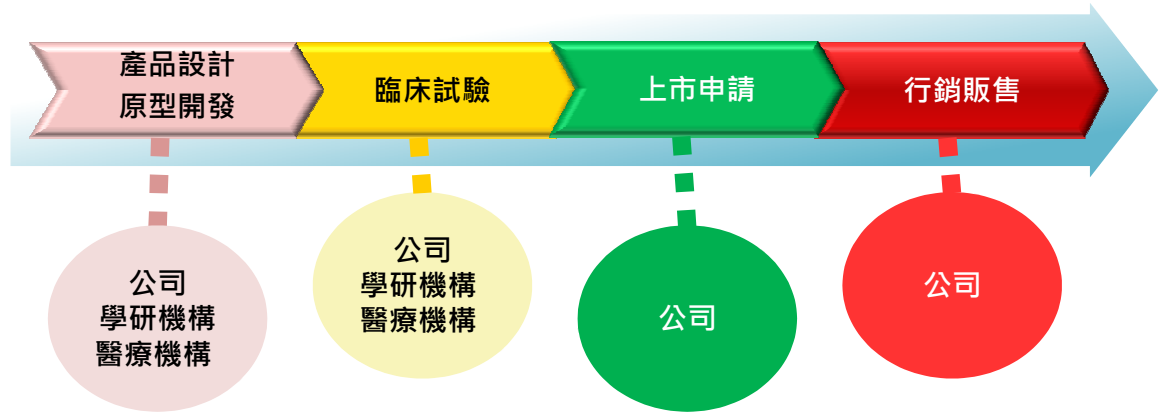 產品設計
原型開發
臨床試驗
上市申請
行銷販售
公司
學研機構
醫療機構
公司
學研機構
醫療機構
公司
公司